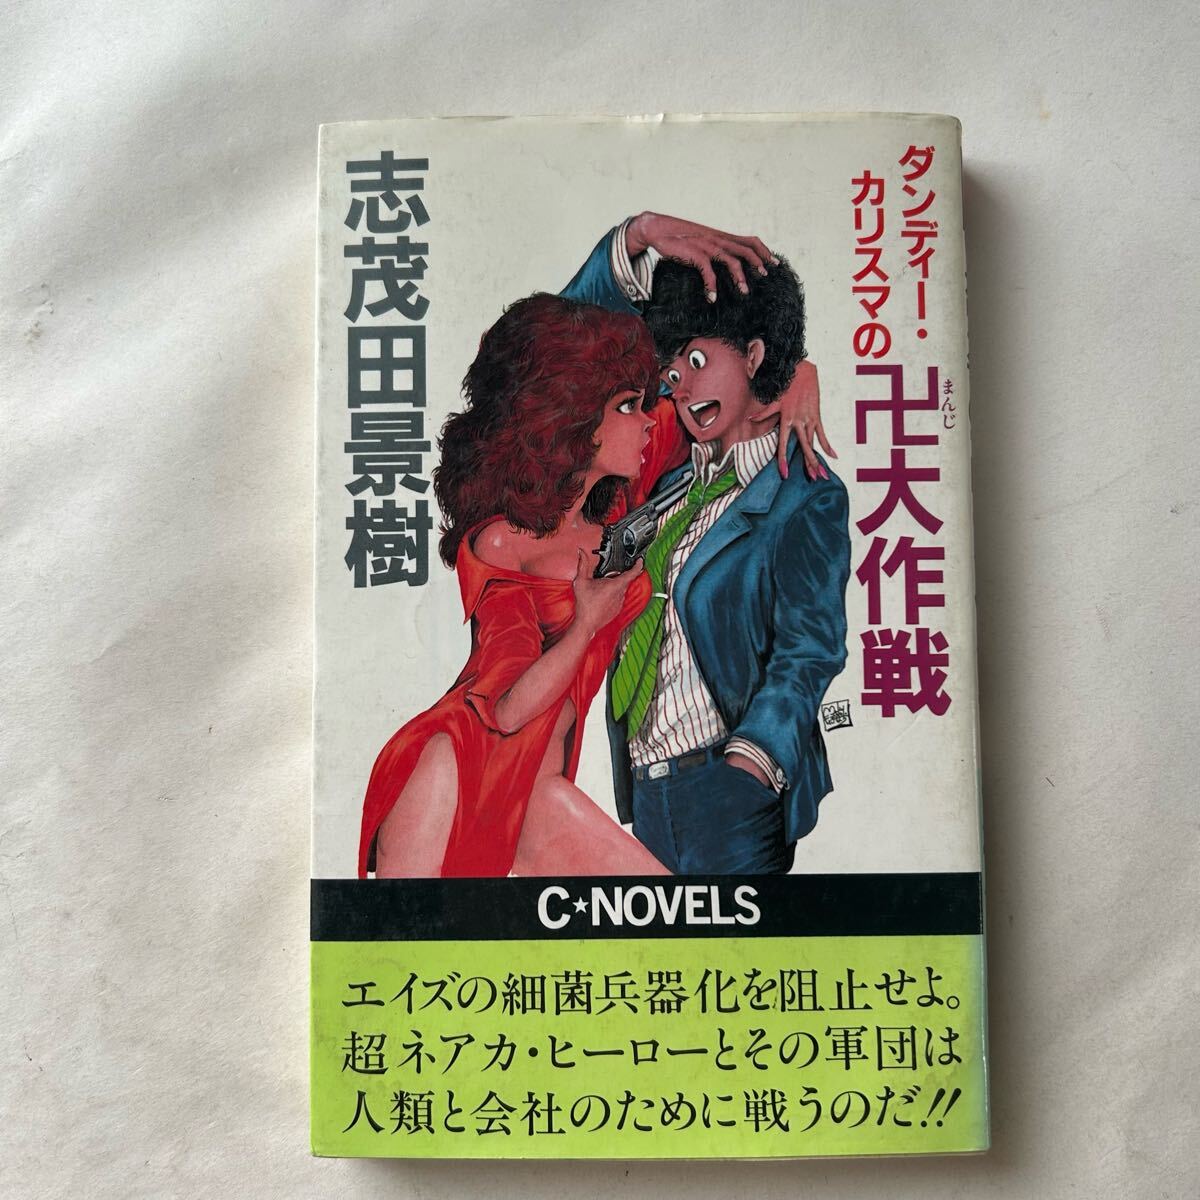 ダンディー・
カリスマの
卍大作戦
まんじ
志茂田景樹
C★NOVELS
エイズの細菌兵器化を阻止せよ。
超ネアカ・ヒーローとその軍団は
人類と会社のために戦うのだ!!